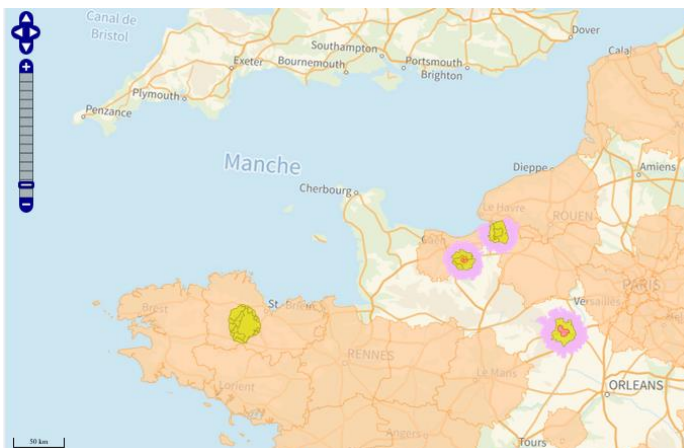 Canal de
Bristol
Dover
Southampton
Calais
Exeter
Bournemouth
Portsmouth
Brighton
Plymouth
Penzance
Manche
Dieppe
Amiens
Cherbourg
Le Havre
ROUEN
Caen
PARIS
Versailles
Brest
St. Brieuc
RENNES
Le Mans
Lorient
ORLEANS
Angers
Tours
50 km